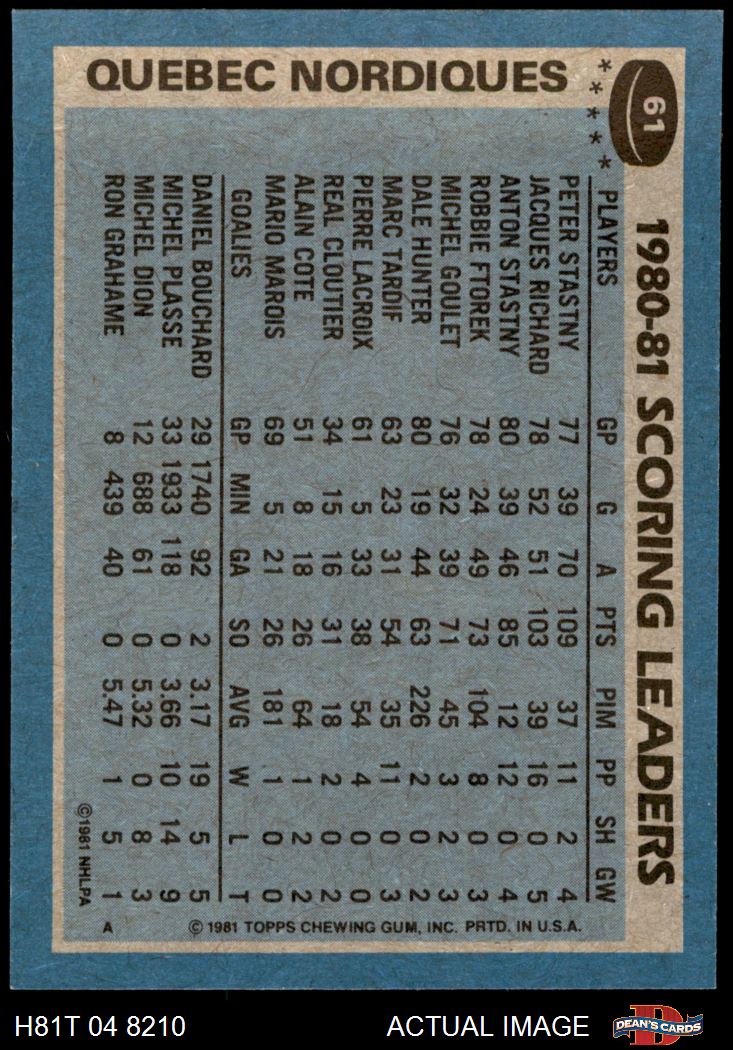 61
★★★★★
QUEBEC NORDIQUES
1980-81 SCORING LEADERS
PLAYERS GP G A PTS PIM PP SH GW
PETER STASTNY 77 39 70 109 37 11 2 4
JACQUES RICHARD 78 52 51 103 39 16 0 5
ANTON STASTNY 80 39 46 85 12 12 0 4
ROBBIE FTOREK 78 24 49 73 104 8 0 3
MICHEL GOULET 76 32 39 71 45 3 2 3
DALE HUNTER 80 19 44 63 226 2 0 2
MARC TARDIF 63 23 31 54 35 11 0 3
PIERRE LACROIX 61 5 33 38 54 4 0 0
REAL CLOUTIER 34 15 16 31 18 2 0 2
ALAIN COTE 51 8 18 26 64 1 2 2
MARIO MAROIS 69 5 21 26 181 1 0 0
GOALIES GP MIN GA SO AVG W L T
DANIEL BOUCHARD 29 1740 92 2 3.17 19 5 5
MICHEL PLASSE 33 1933 118 0 3.66 10 14 9
MICHEL DION 12 688 61 0 5.32 0 8 3
RON GRAHAME 8 439 40 0 5.47 1 5 1
©1981 NHLPA
A
© 1981 TOPPS CHEWING GUM, INC. PRTD. IN U.S.A.
H81T 04 8210
ACTUAL IMAGE
D
DEAN'S CARDS